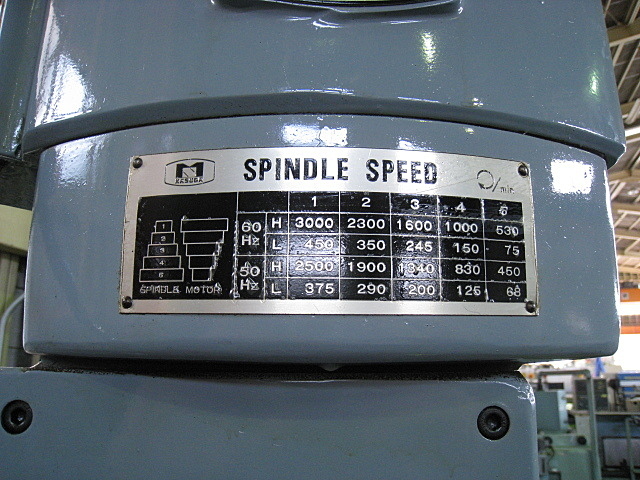 N
KASUGA
SPINDLE SPEED
/min.
1 2 3 4 5
60 Hz H 3000 2300 1600 1000 530
L 450 350 245 150 75
50 Hz H 2500 1900 1340 830 450
L 375 290 200 125 63
1
2
3
4
SPINDLE MOTOR